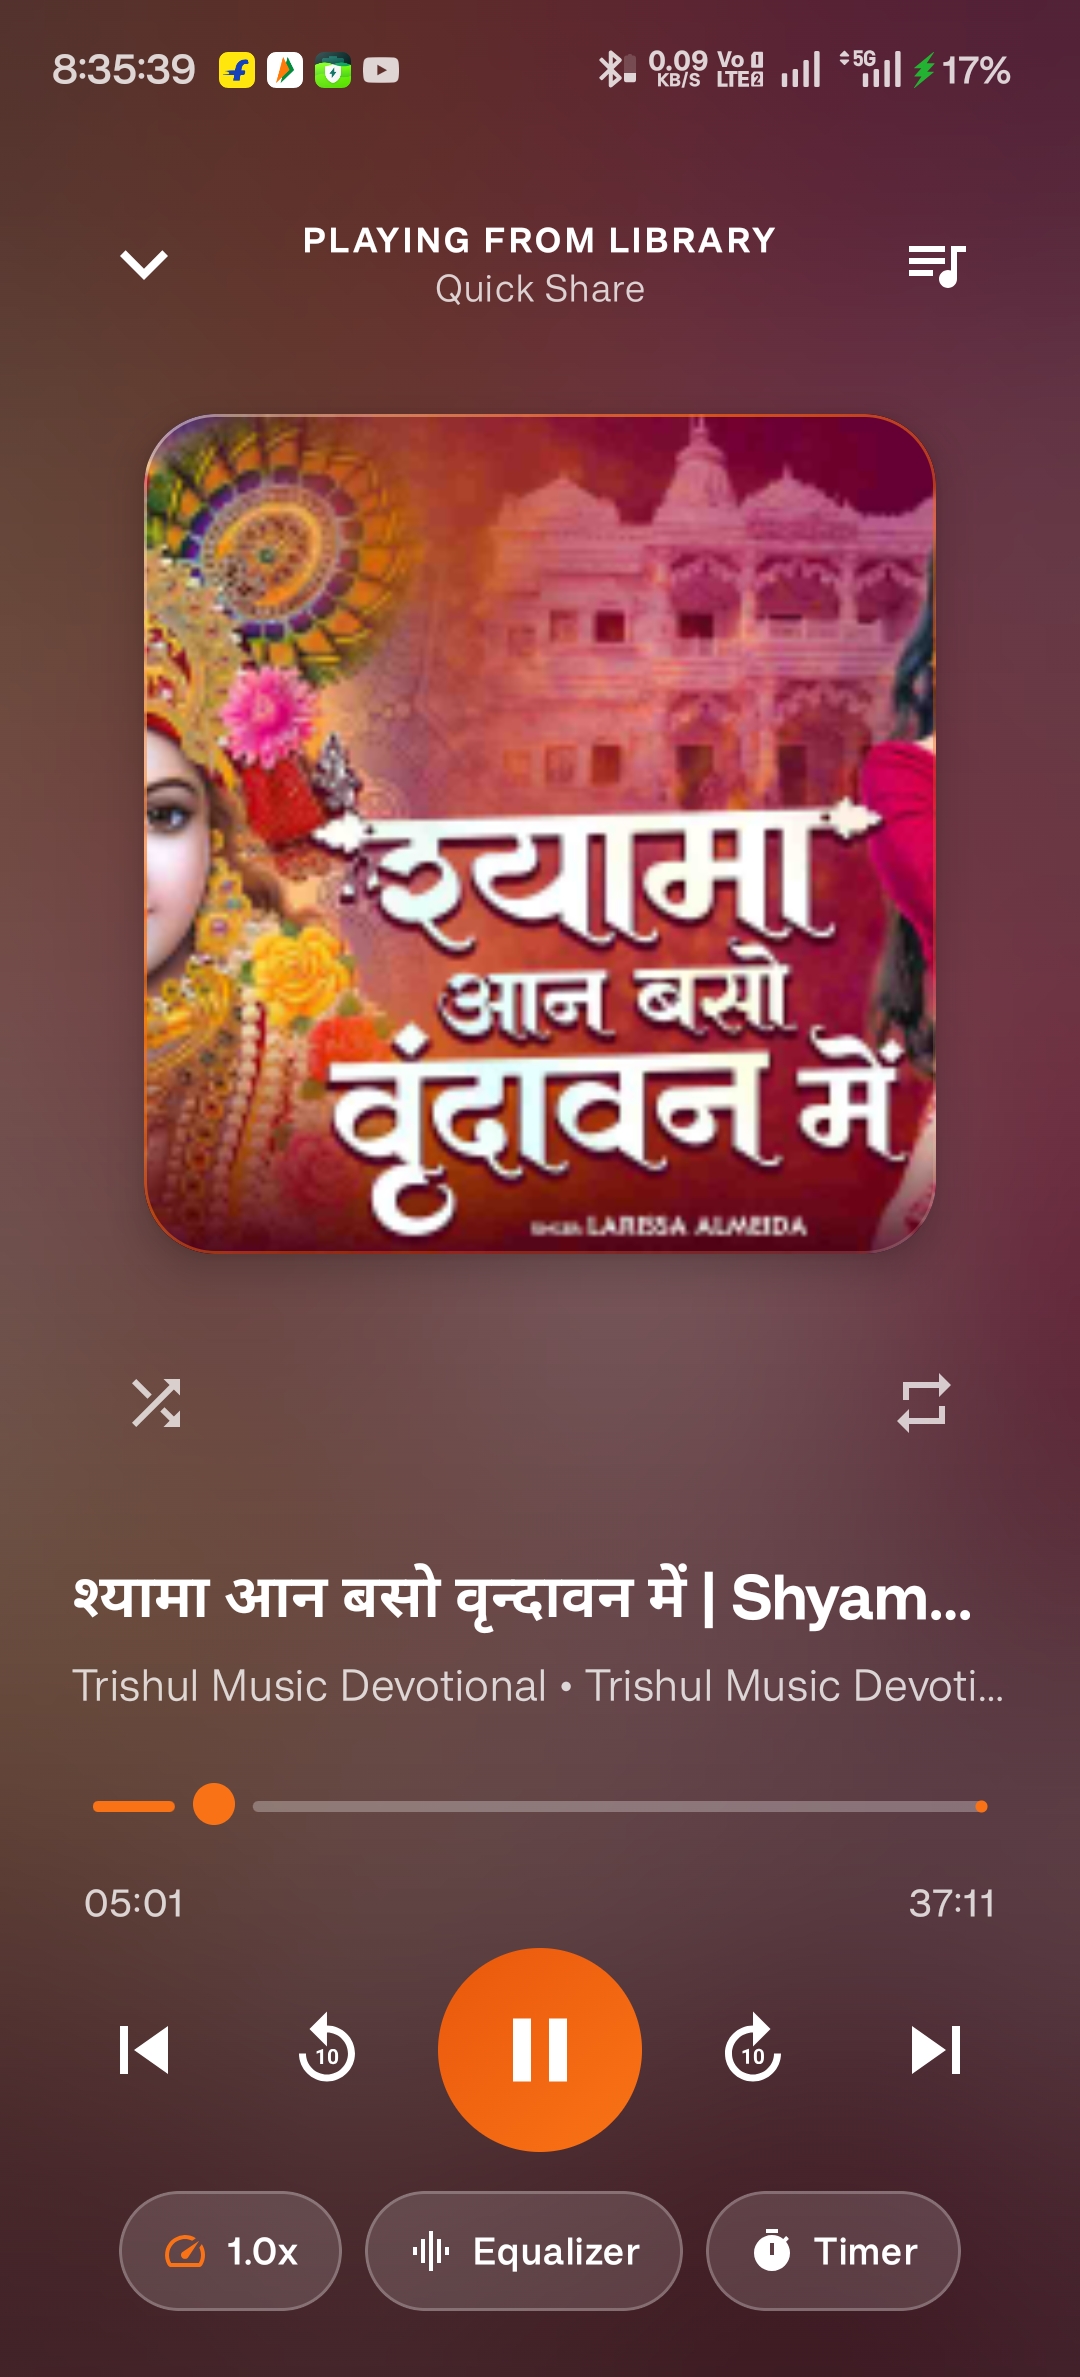 8:35:39 0.09 KB/S Vo LTE 5G 17%
PLAYING FROM LIBRARY
Quick Share
श्यामा
आन बसो
वृंदावन में
LARISSA ALMEIDA
श्यामा आन बसो वृन्दावन में | Shyam...
Trishul Music Devotional • Trishul Music Devoti...
05:01 37:11
10 10
1.0x Equalizer Timer